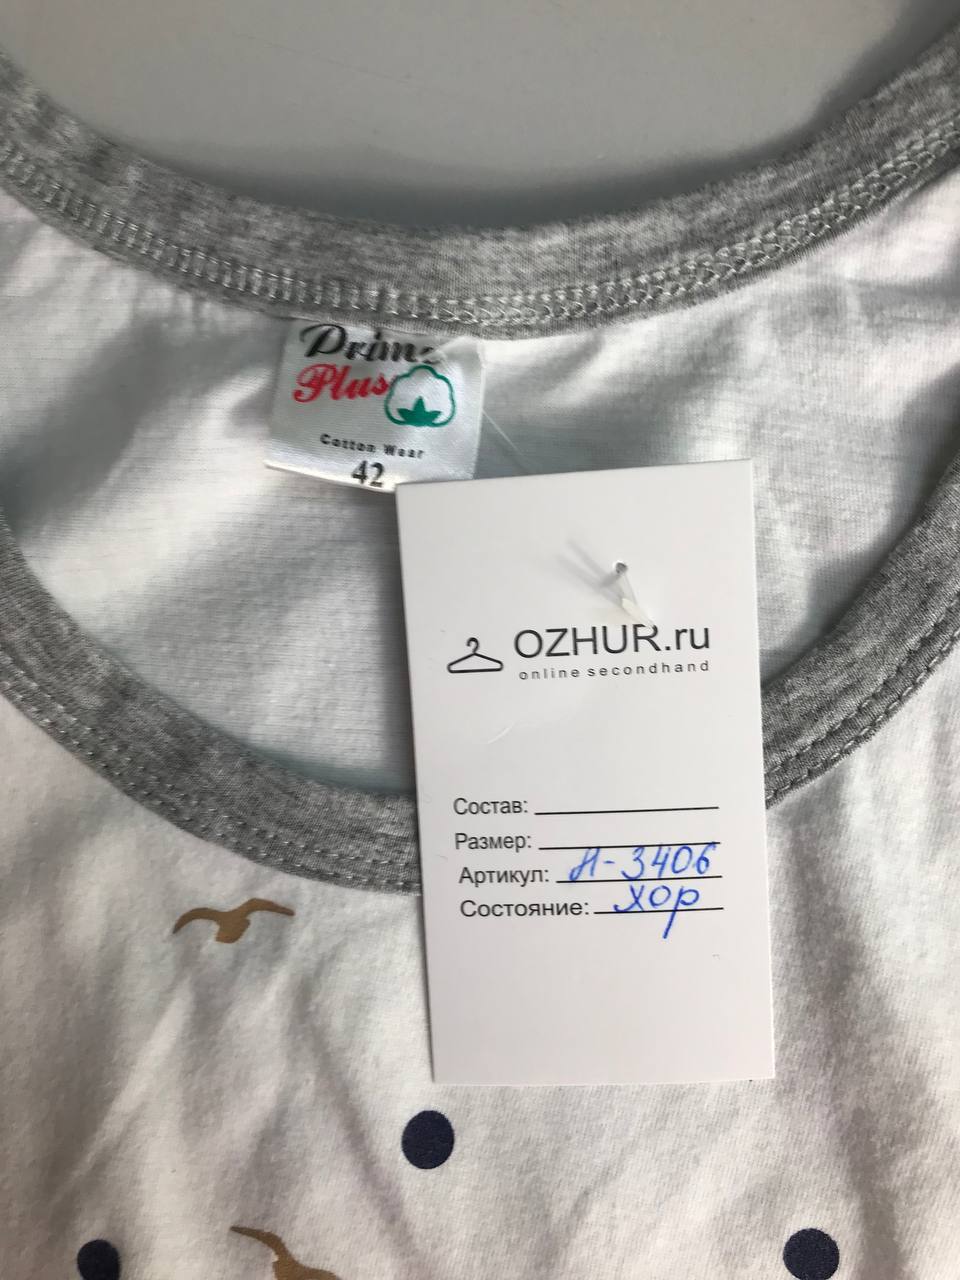 Prime
Plus
Cotton Wear
42
OZHUR.ru
online secondhand
Состав:
Размер:
Артикул: Н-3406
Состояние: хор